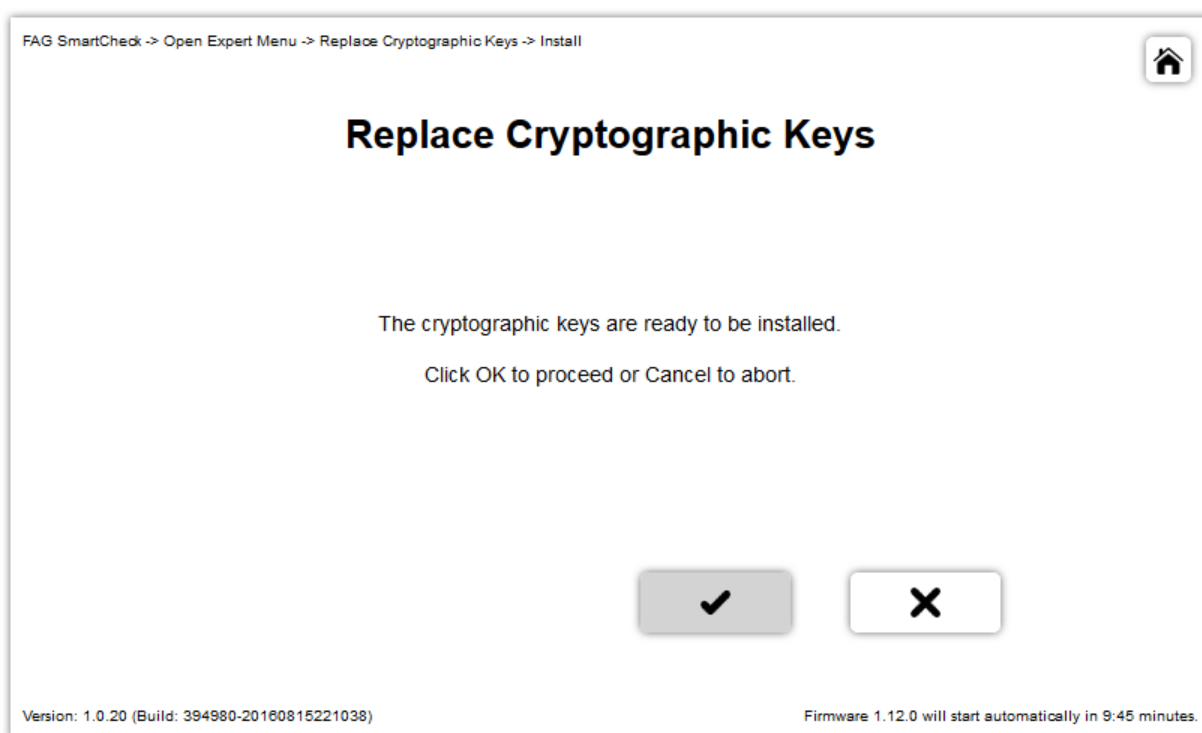 FAG SmartCheck -> Open Expert Menu -> Replace Cryptographic Keys -> Install
Replace Cryptographic Keys
The cryptographic keys are ready to be installed.
Click OK to proceed or Cancel to abort.
Version: 1.0.20 (Build: 394980-20160815221038)
Firmware 1.12.0 will start automatically in 9:45 minutes.